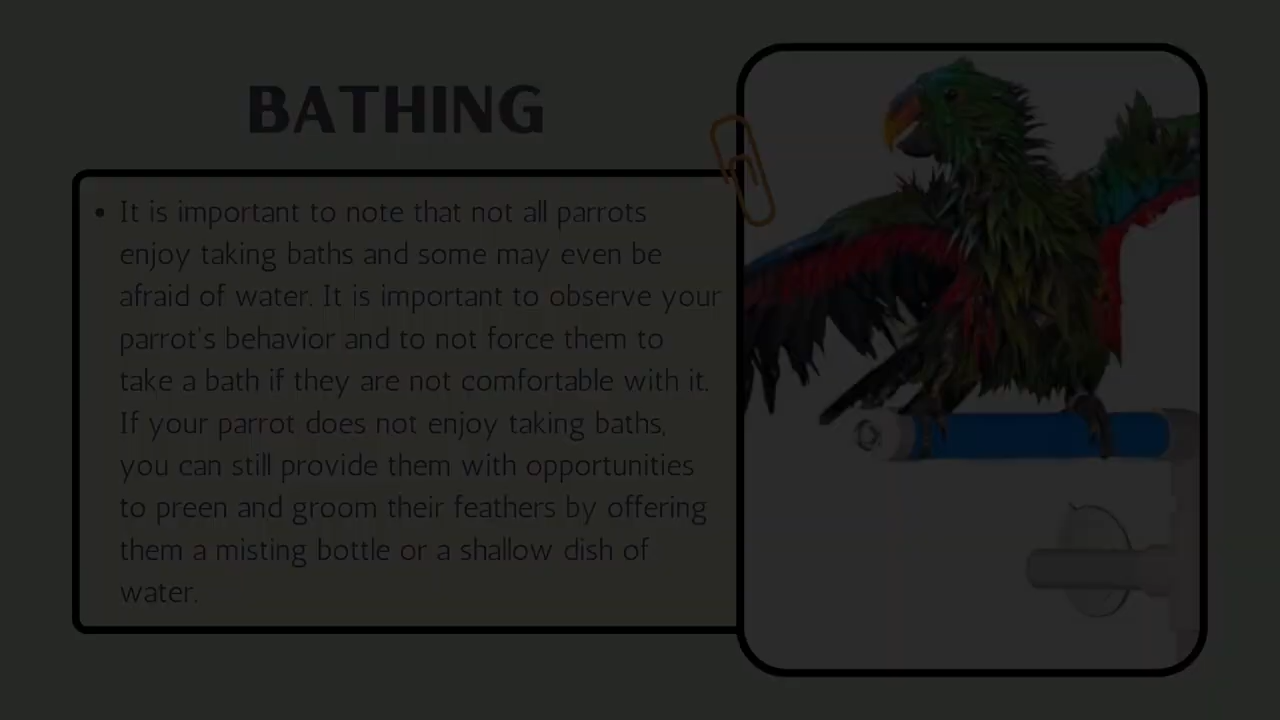 BATHING
• It is important to note that not all parrots
enjoy taking baths and some may even be
afraid of water. It is important to observe your
parrot's behavior and to not force them to
take a bath if they are not comfortable with it.
If your parrot does not enjoy taking baths,
you can still provide them with opportunities
to preen and groom their feathers by offering
them a misting bottle or a shallow dish of
water.